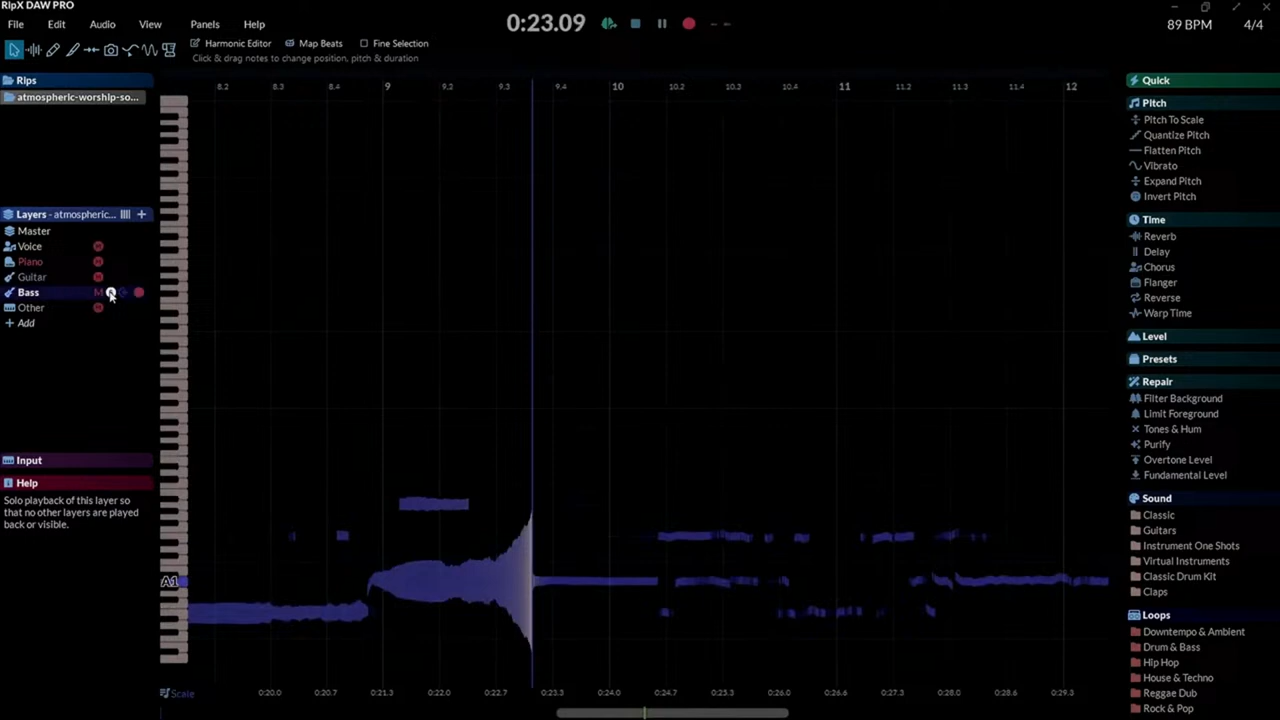 RipX DAW PRO
File Edit Audio View Panels Help
0:23.09
89 BPM 4/4
Harmonic Editor Map Beats Fine Selection
Click & drag notes to change position, pitch & duration
Rips
atmospheric-worship-so...
8.2 8.3 8.4 9 9.2 9.3 9.4 10 10.2 10.3 10.4 11 11.2 11.3 11.4 12
Layers - atmospheric...
Master
Voice M
Piano M
Guitar M
Bass M
Other M
Add
Input
Help
Solo playback of this layer so
that no other layers are played
back or visible.
A1
Scale
0:20.0 0:20.7 0:21.3 0:22.0 0:22.7 0:23.3 0:24.0 0:24.7 0:25.3 0:26.0 0:26.6 0:27.3 0:28.0 0:28.6 0:29.3
Quick
Pitch
Pitch To Scale
Quantize Pitch
Flatten Pitch
Vibrato
Expand Pitch
Invert Pitch
Time
Reverb
Delay
Chorus
Flanger
Reverse
Warp Time
Level
Presets
Repair
Filter Background
Limit Foreground
Tones & Hum
Purify
Overtone Level
Fundamental Level
Sound
Classic
Guitars
Instrument One Shots
Virtual Instruments
Classic Drum Kit
Claps
Loops
Downtempo & Ambient
Drum & Bass
Hip Hop
House & Techno
Reggae Dub
Rock & Pop